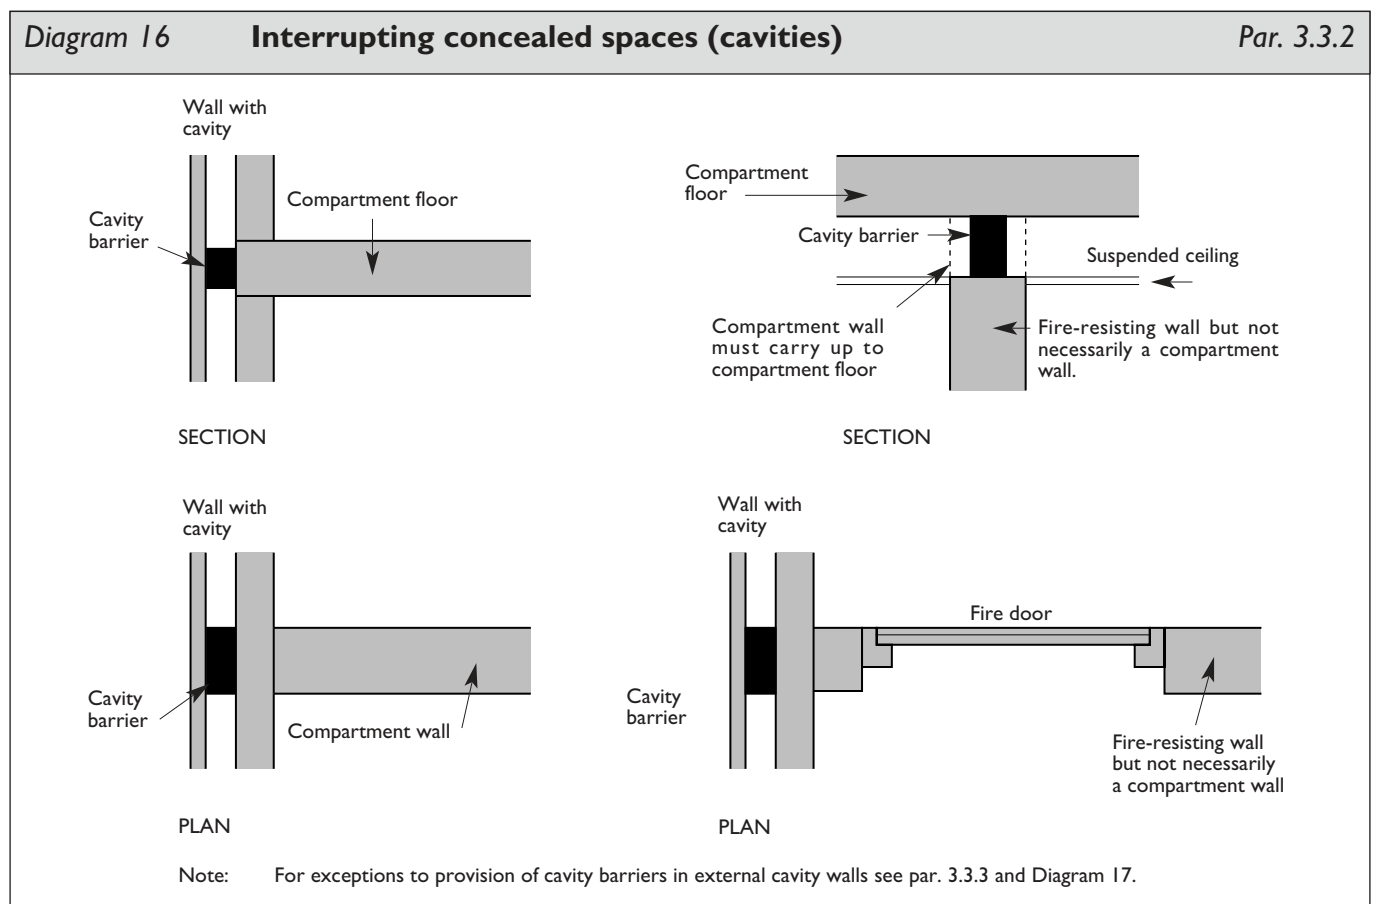 Diagram 16 Interrupting concealed spaces (cavities) Par. 3.3.2
Wall with
cavity
Cavity
barrier
Compartment floor
SECTION
Compartment
floor
Cavity barrier
Suspended ceiling
Compartment wall
must carry up to
compartment floor
Fire-resisting wall but not
necessarily a compartment
wall.
SECTION
Wall with
cavity
Cavity
barrier
Compartment wall
PLAN
Wall with
cavity
Fire door
Cavity
barrier
Fire-resisting wall
but not necessarily
a compartment wall
PLAN
Note: For exceptions to provision of cavity barriers in external cavity walls see par. 3.3.3 and Diagram 17.